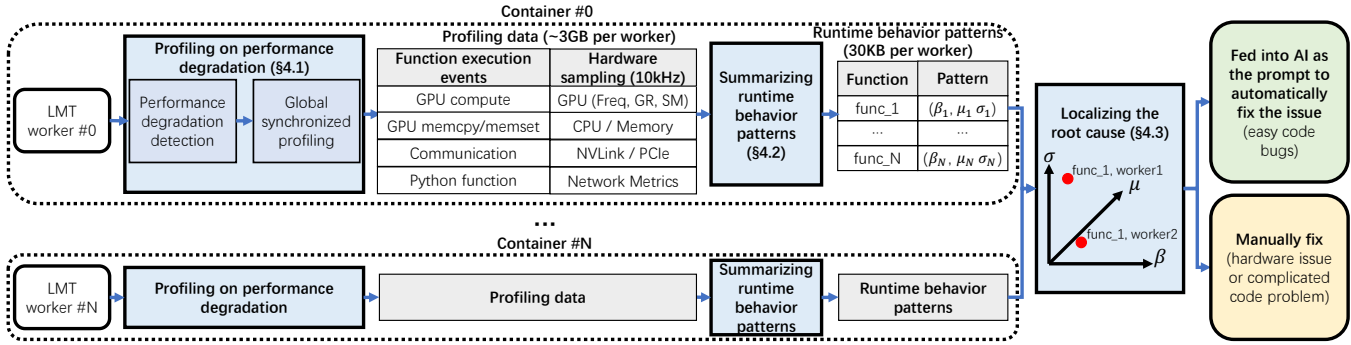 Container #0
LMT
worker #0
Profiling on performance
degradation (§4.1)
Performance
degradation
detection
Global
synchronized
profiling
Profiling data (~3GB per worker)
Function execution
events
Hardware
sampling (10kHz)
GPU compute
GPU (Freq, GR, SM)
GPU memcpy/memset
CPU / Memory
Communication
NVLink / PCIe
Python function
Network Metrics
Summarizing
runtime
behavior
patterns
(§4.2)
Runtime behavior patterns
(30KB per worker)
Function
Pattern
func_1
(β₁, μ₁ σ₁)
...
...
func_N
(β_N, μ_N σ_N)
Localizing the
root cause (§4.3)
σ
func_1, worker1
μ
func_1, worker2
β
Fed into AI as
the prompt to
automatically
fix the issue
(easy code
bugs)
Manually fix
(hardware issue
or complicated
code problem)
...
Container #N
LMT
worker #N
Profiling on performance
degradation
Profiling data
Summarizing
runtime
behavior
patterns
Runtime behavior
patterns